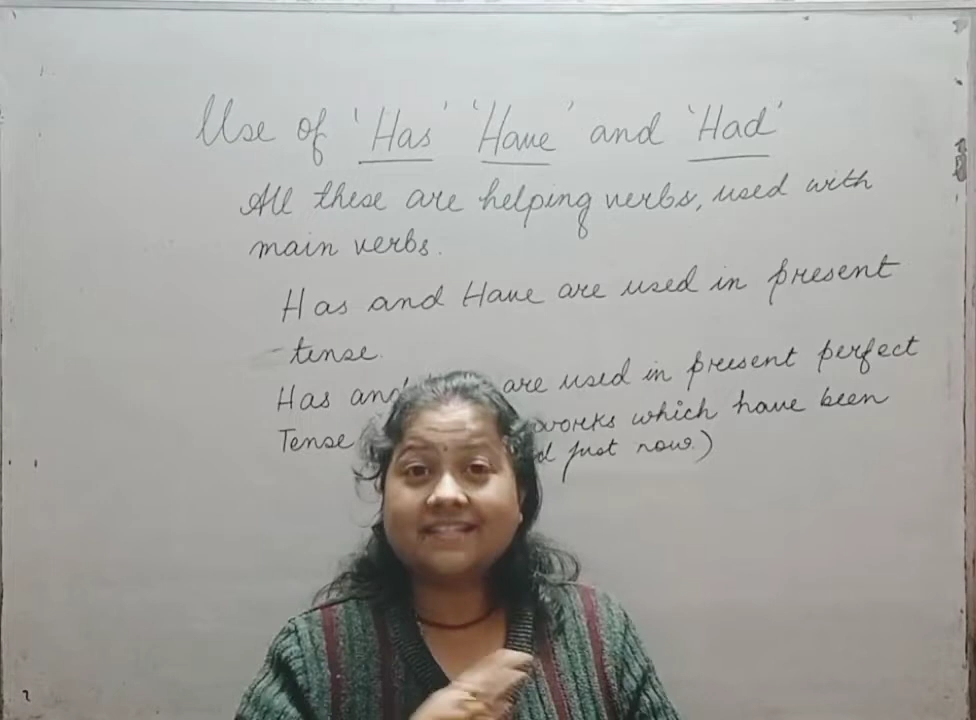 Use of 'Has' 'Have' and 'Had'
All these are helping verbs, used with
main verbs.
Has and Have are used in present
tense.
Has and are used in present perfect
Tense works which have been
just now.)